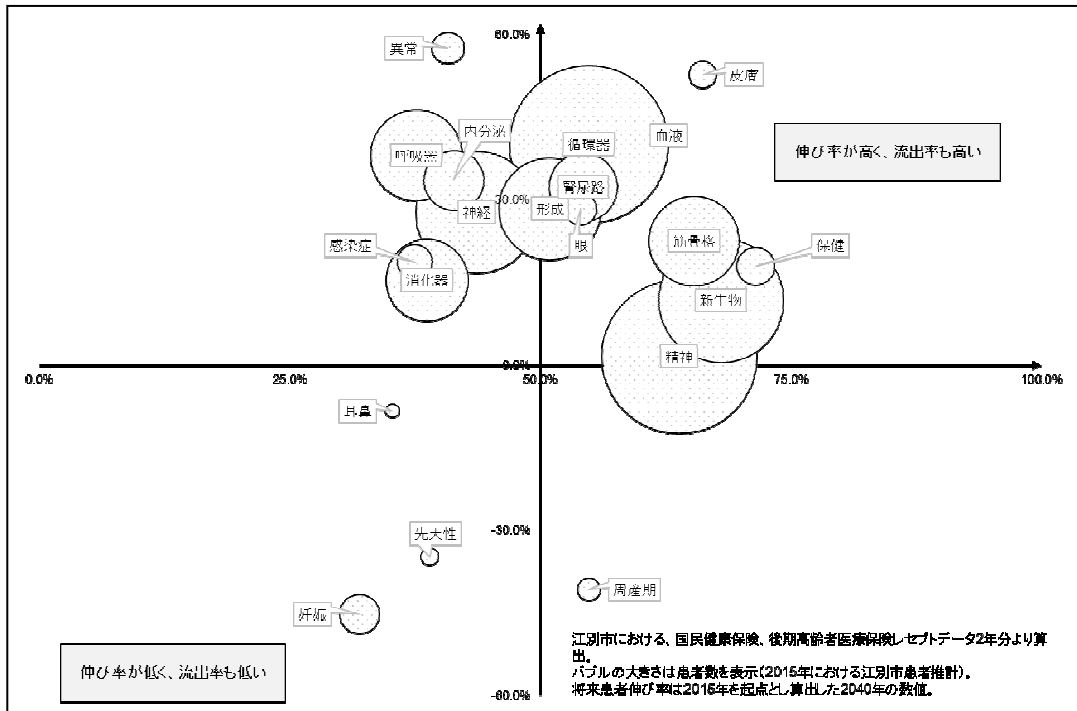 60.0%
異常
皮膚
内分泌
循環器
血液
伸び率が高く、流出率も高い
呼吸器
腎尿路
30.0%
形成
神経
眼
感染症
消化器
筋骨格
保健
新生物
精神
0.0%
0.0%
25.0%
50.0%
75.0%
100.0%
耳鼻
-30.0%
先天性
妊娠
周産期
江別市における、国民健康保険、後期高齢者医療保険レセプトデータ2年分より算
出。
バブルの大きさは患者数を表示(2015年における江別市患者推計)。
将来患者伸び率は2015年を起点とし算出した2040年の数値。
伸び率が低く、流出率も低い
-60.0%